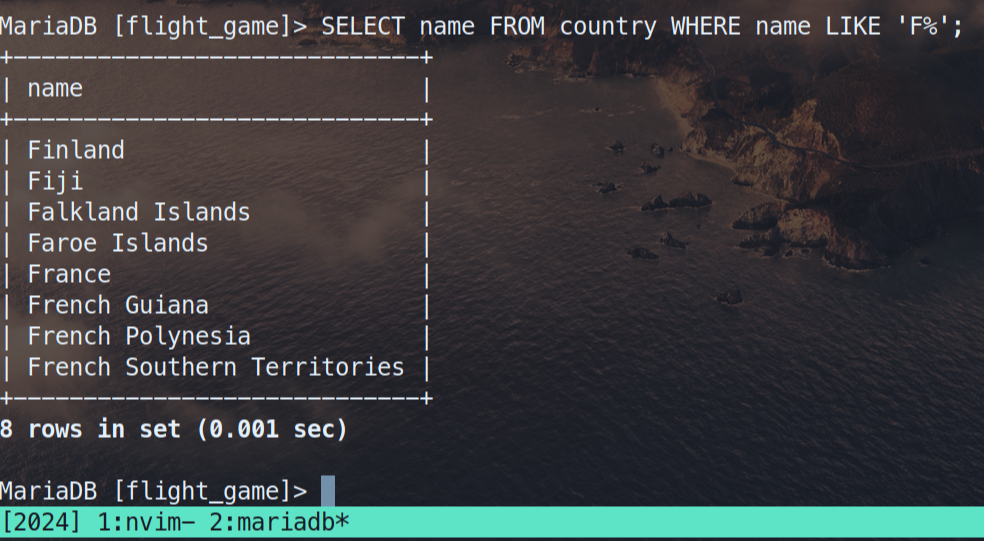 MariaDB [flight_game]> SELECT name FROM country WHERE name LIKE 'F%';
+-----------------------------+
| name                        |
+-----------------------------+
| Finland                     |
| Fiji                        |
| Falkland Islands            |
| Faroe Islands               |
| France                      |
| French Guiana               |
| French Polynesia            |
| French Southern Territories |
+-----------------------------+
8 rows in set (0.001 sec)
MariaDB [flight_game]>
[2024] 1:nvim- 2:mariadb*